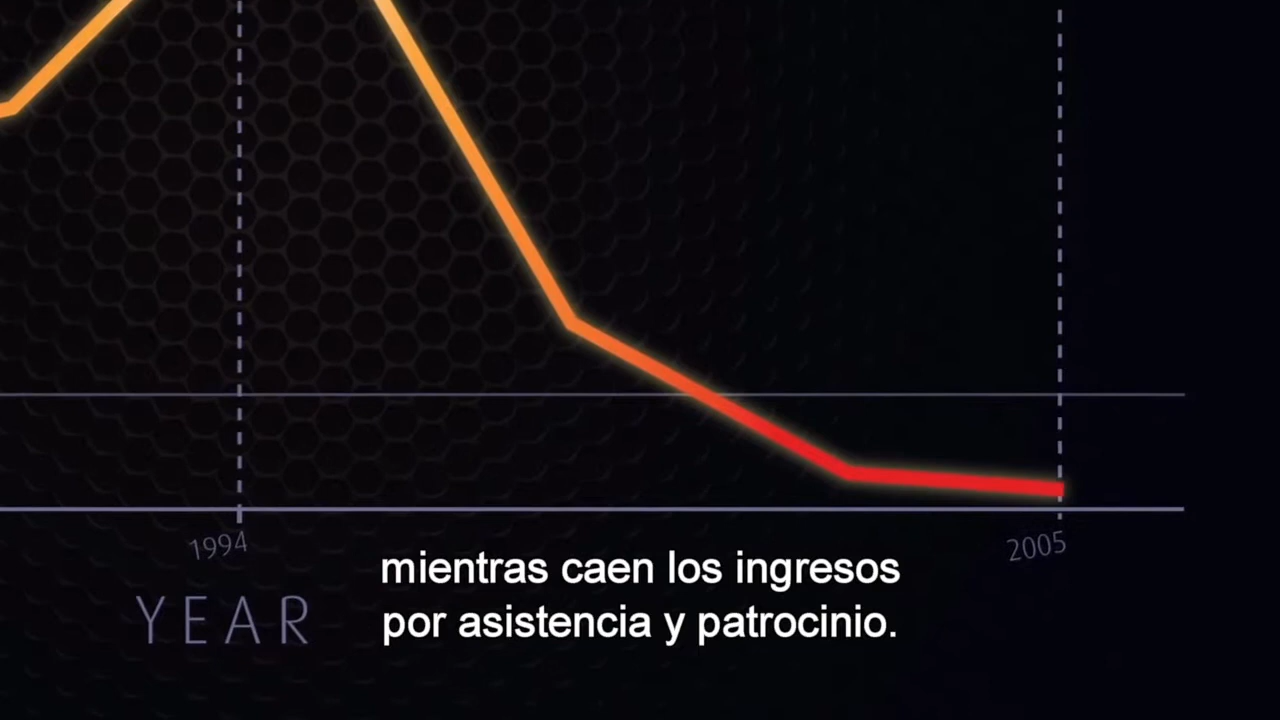 1994
2005
YEAR
mientras caen los ingresos
por asistencia y patrocinio.